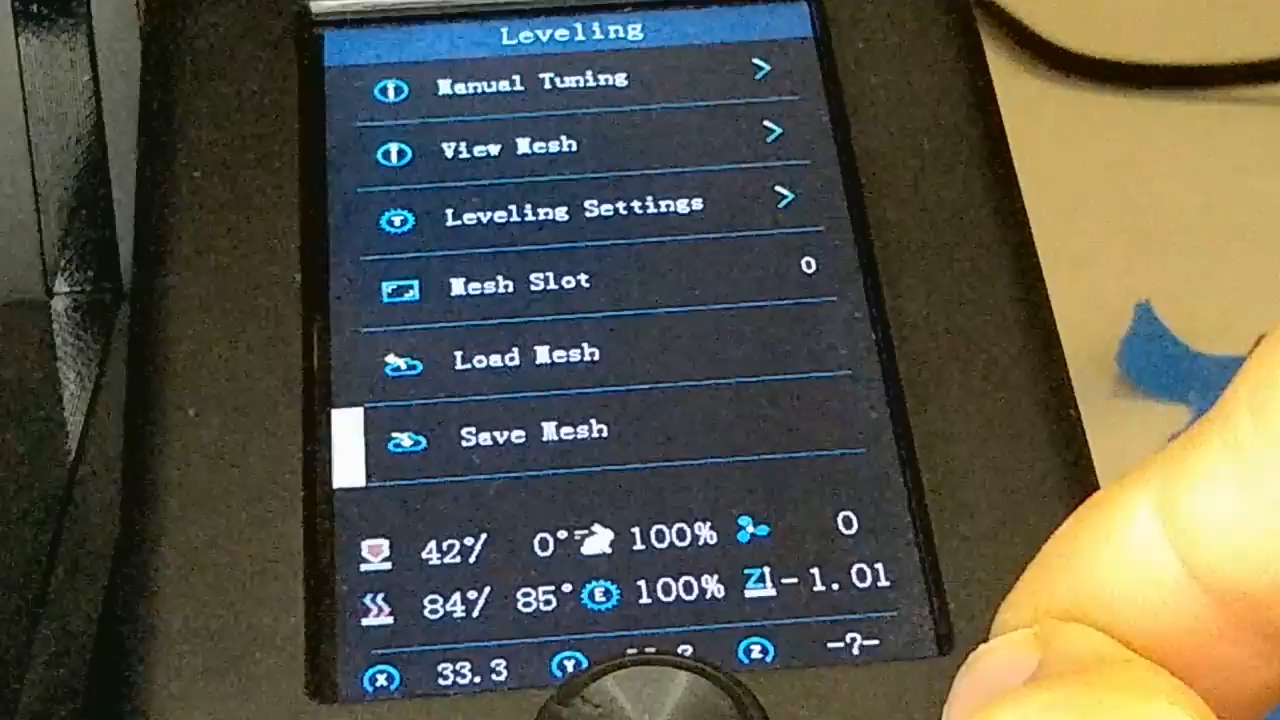 Leveling
Manual Tuning >
View Mesh >
Leveling Settings >
Mesh Slot 0
Load Mesh
Save Mesh
42/ 0° 100% 0
84/ 85° E 100% Z -1.01
X 33.3 Y Z -?-